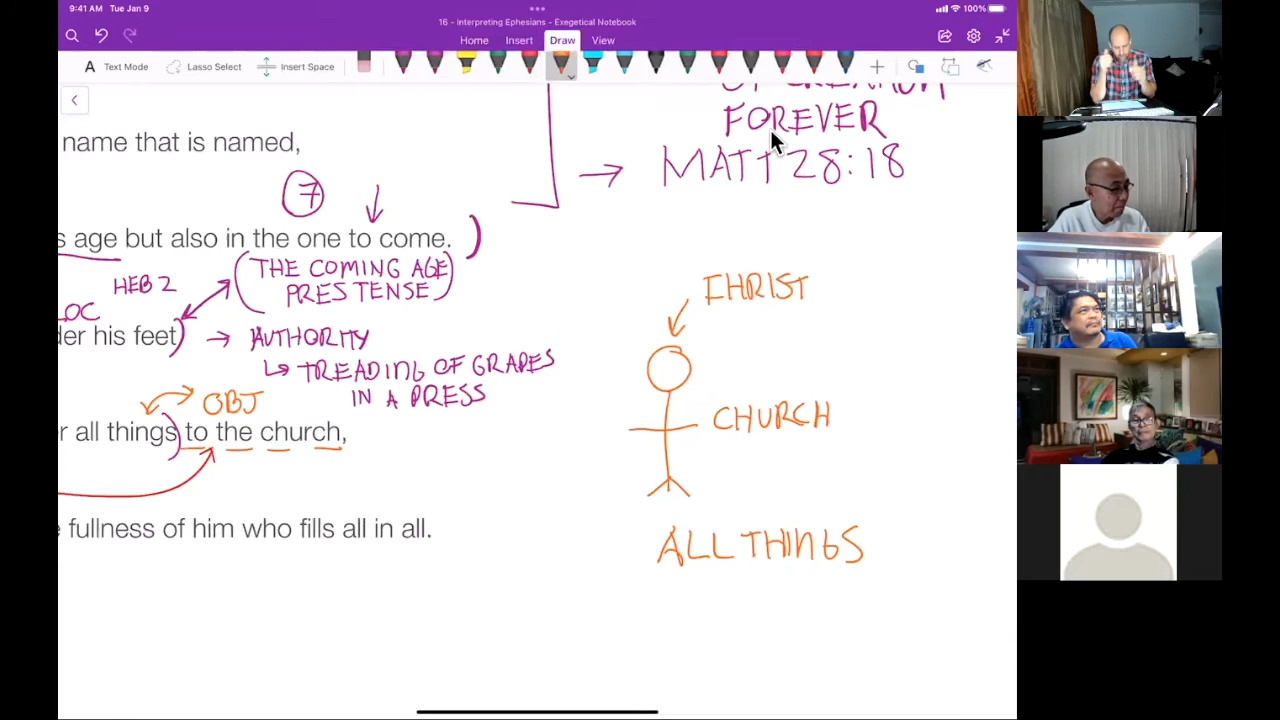 9:41 AM Tue Jan 9
100%
16 - Interpreting Ephesians - Exegetical Notebook
Home Insert Draw View
A Text Mode Lasso Select Insert Space
OF CREATION
FOREVER
MATT 28:18
name that is named,
7
s age but also in the one to come.
(THE COMING AGE
PRES TENSE)
HEB 2
LOC
der his feet) → AUTHORITY
↳ TREADING OF GRAPES
IN A PRESS
OBJ
r all things) to the church,
e fullness of him who fills all in all.
CHRIST
CHURCH
ALL THINGS